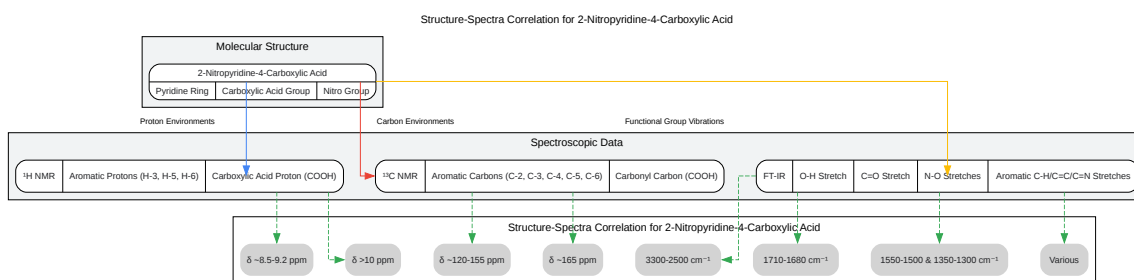 Structure-Spectra Correlation for 2-Nitropyridine-4-Carboxylic Acid
Molecular Structure
2-Nitropyridine-4-Carboxylic Acid
Pyridine Ring
Carboxylic Acid Group
Nitro Group
Proton Environments
Carbon Environments
Functional Group Vibrations
Spectroscopic Data
¹H NMR
Aromatic Protons (H-3, H-5, H-6)
Carboxylic Acid Proton (COOH)
¹³C NMR
Aromatic Carbons (C-2, C-3, C-4, C-5, C-6)
Carbonyl Carbon (COOH)
FT-IR
O-H Stretch
C=O Stretch
N-O Stretches
Aromatic C-H/C=C/C=N Stretches
Structure-Spectra Correlation for 2-Nitropyridine-4-Carboxylic Acid
δ ~8.5-9.2 ppm
δ >10 ppm
δ ~120-155 ppm
δ ~165 ppm
3300-2500 cm⁻¹
1710-1680 cm⁻¹
1550-1500 & 1350-1300 cm⁻¹
Various